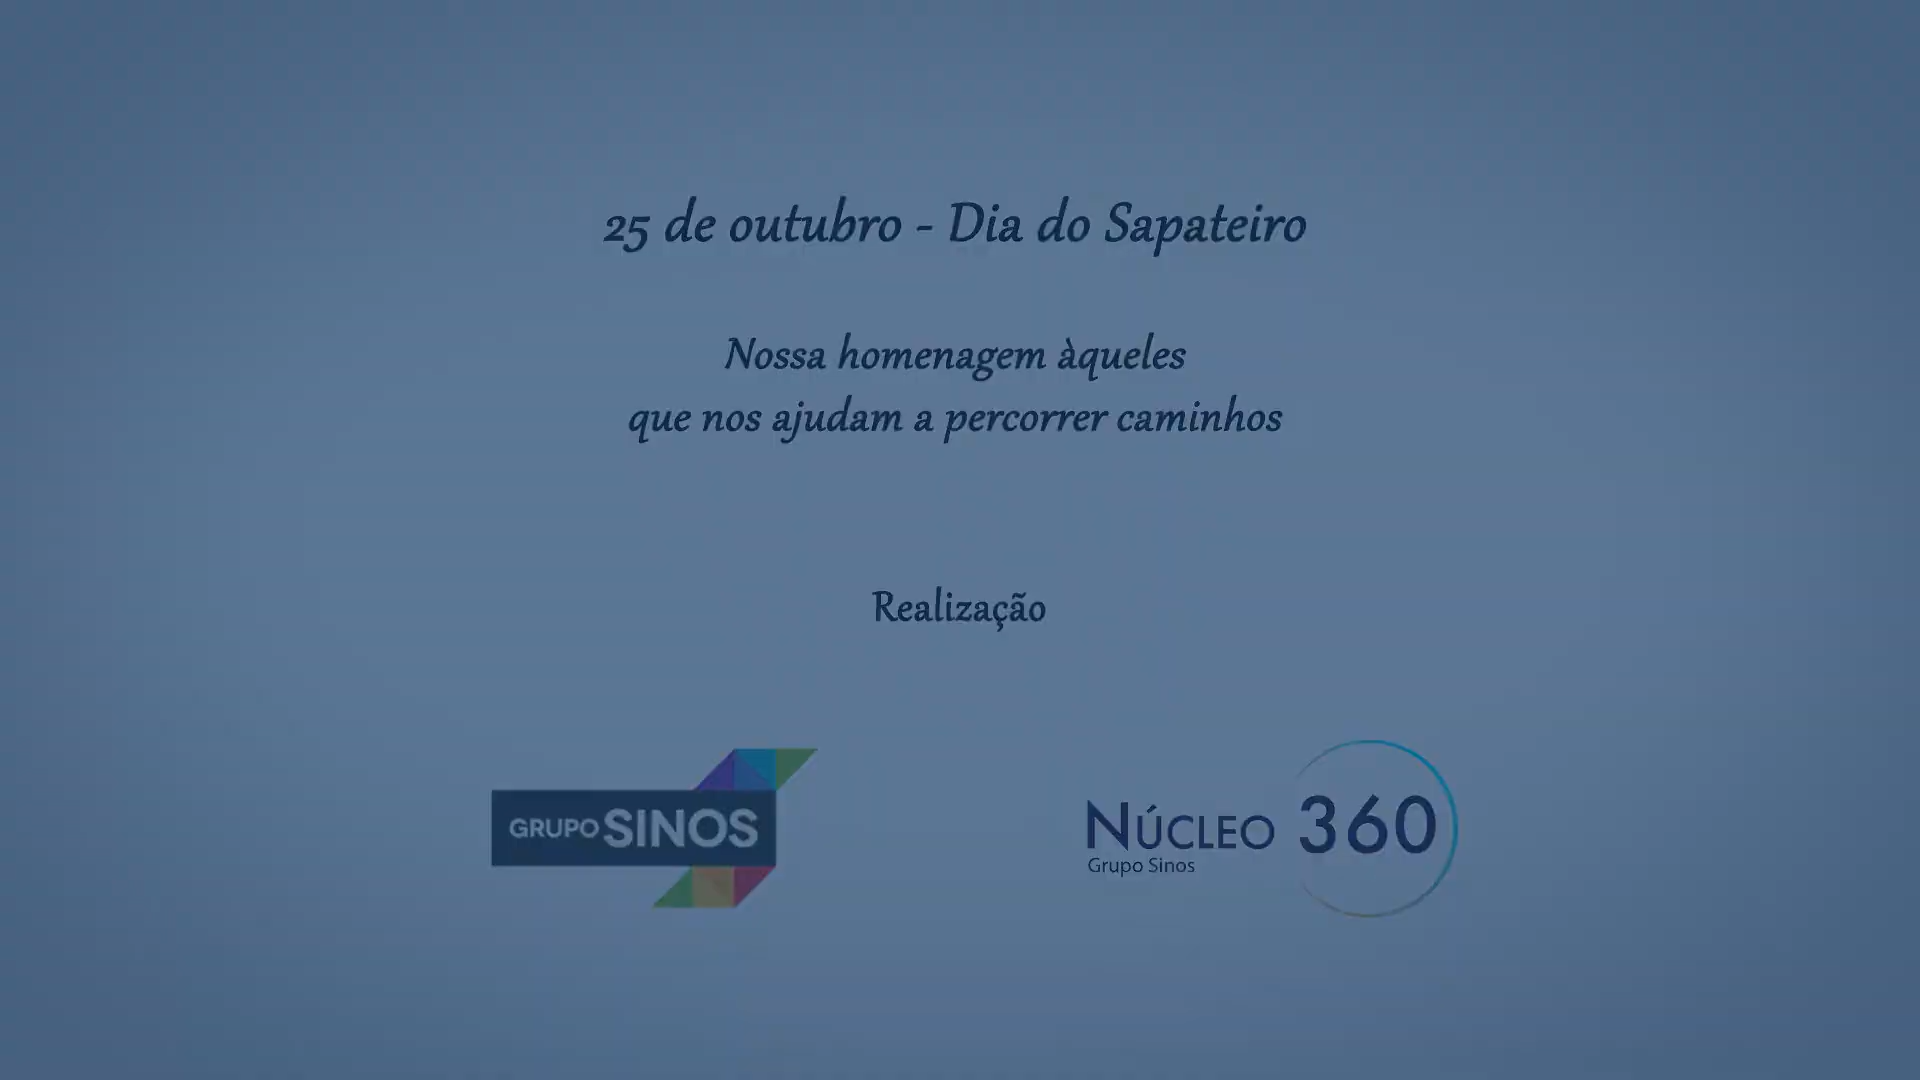 25 de outubro - Dia do Sapateiro
Nossa homenagem àqueles
que nos ajudam a percorrer caminhos
Realização
GRUPO SINOS
NÚCLEO 360
Grupo Sinos